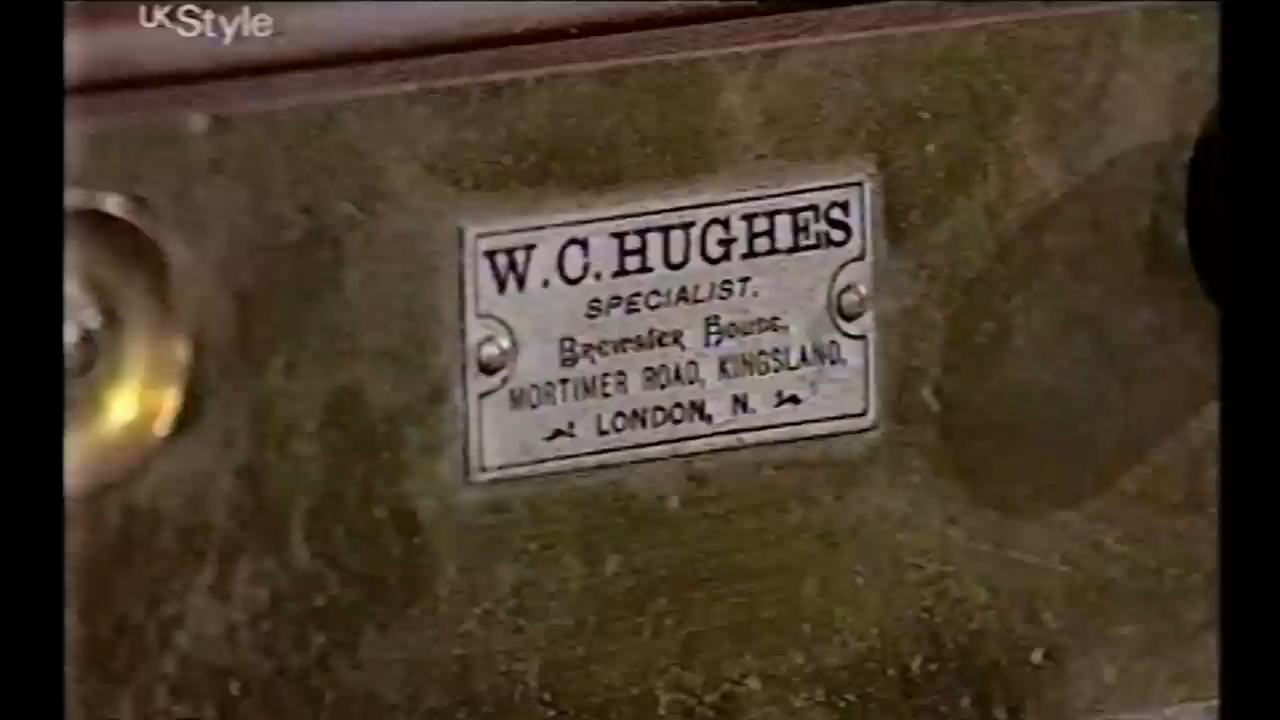 UKStyle
W.C.HUGHES
SPECIALIST.
Brewster House,
MORTIMER ROAD, KINGSLAND,
LONDON, N.